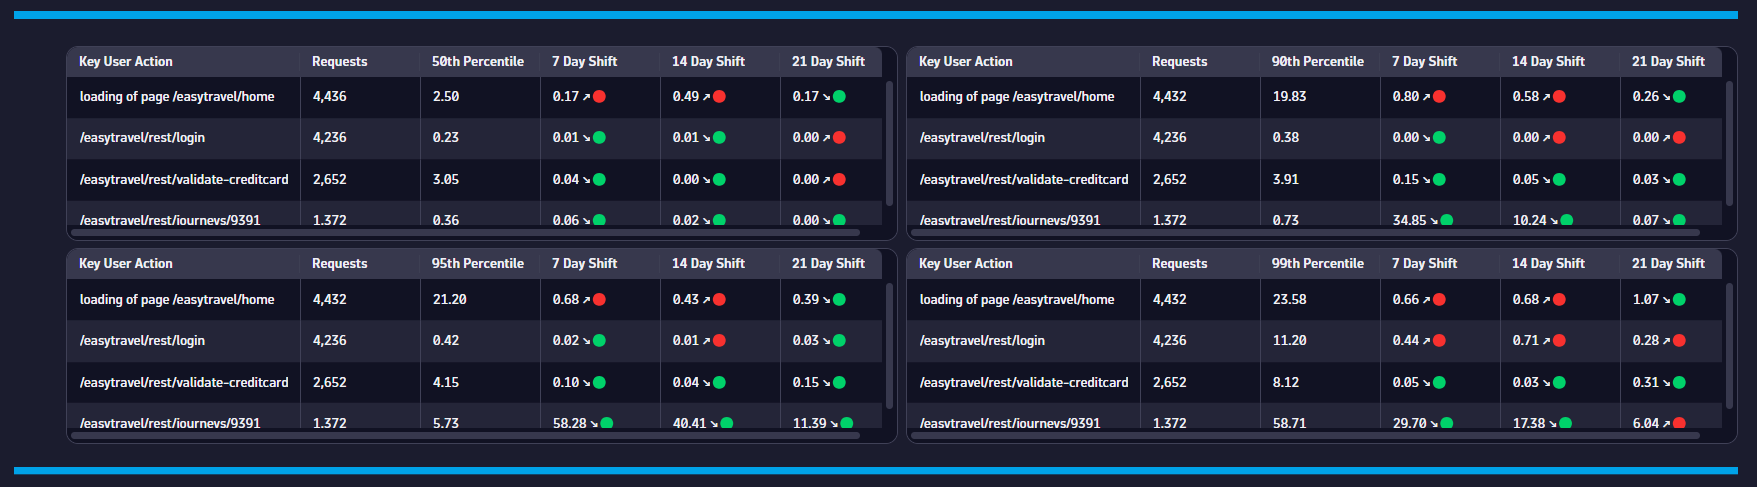 Key User Action Requests 50th Percentile 7 Day Shift 14 Day Shift 21 Day Shift
loading of page /easytravel/home 4,436 2.50 0.17 ↗ 0.49 ↗ 0.17 ↘
/easytravel/rest/login 4,236 0.23 0.01 ↘ 0.01 ↘ 0.00 ↗
/easytravel/rest/validate-creditcard 2,652 3.05 0.04 ↘ 0.00 ↘ 0.00 ↗
/easytravel/rest/journeys/9391 1,372 0.36 0.06 ↘ 0.02 ↘ 0.00 ↘
Key User Action Requests 90th Percentile 7 Day Shift 14 Day Shift 21 Day Shift
loading of page /easytravel/home 4,432 19.83 0.80 ↗ 0.58 ↗ 0.26 ↘
/easytravel/rest/login 4,236 0.38 0.00 ↘ 0.00 ↗ 0.00 ↗
/easytravel/rest/validate-creditcard 2,652 3.91 0.15 ↘ 0.05 ↘ 0.03 ↘
/easytravel/rest/journeys/9391 1,372 0.73 34.85 ↘ 10.24 ↘ 0.07 ↘
Key User Action Requests 95th Percentile 7 Day Shift 14 Day Shift 21 Day Shift
loading of page /easytravel/home 4,432 21.20 0.68 ↗ 0.43 ↗ 0.39 ↘
/easytravel/rest/login 4,236 0.42 0.02 ↘ 0.01 ↗ 0.03 ↘
/easytravel/rest/validate-creditcard 2,652 4.15 0.10 ↘ 0.04 ↘ 0.15 ↘
/easytravel/rest/journeys/9391 1,372 5.73 58.28 ↘ 40.41 ↘ 11.39 ↘
Key User Action Requests 99th Percentile 7 Day Shift 14 Day Shift 21 Day Shift
loading of page /easytravel/home 4,432 23.58 0.66 ↗ 0.68 ↗ 1.07 ↘
/easytravel/rest/login 4,236 11.20 0.44 ↗ 0.71 ↗ 0.28 ↗
/easytravel/rest/validate-creditcard 2,652 8.12 0.05 ↘ 0.03 ↘ 0.31 ↘
/easytravel/rest/journeys/9391 1,372 58.71 29.70 ↘ 17.38 ↘ 6.04 ↗